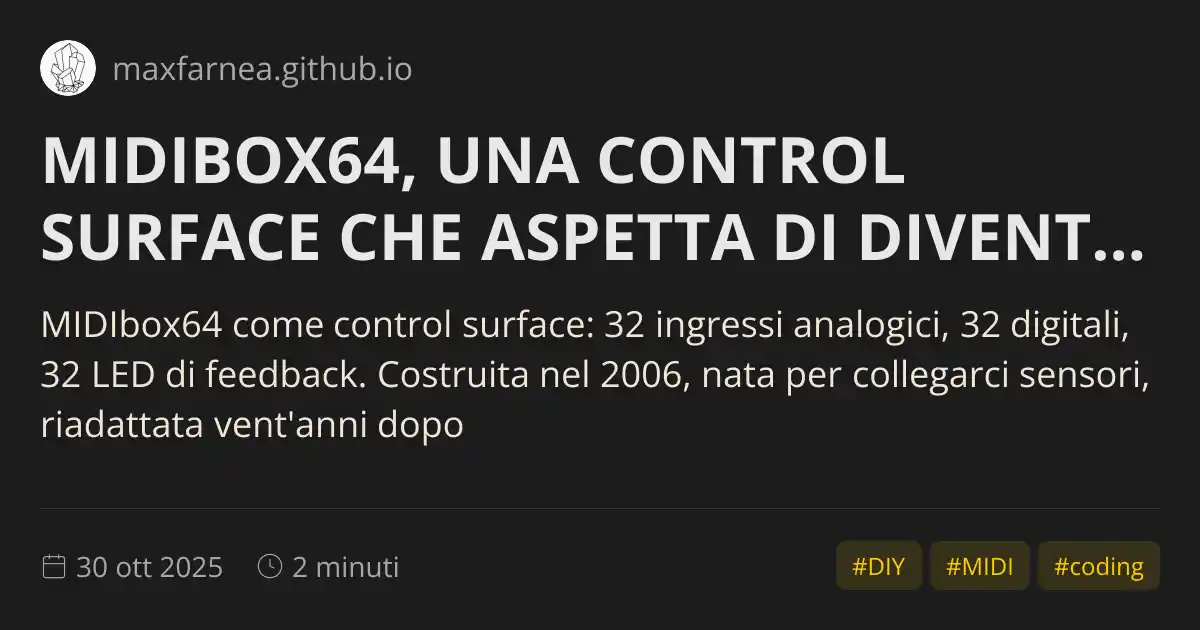 maxfarnea.github.io
MIDIBOX64, UNA CONTROL
SURFACE CHE ASPETTA DI DIVENT...
MIDIbox64 come control surface: 32 ingressi analogici, 32 digitali,
32 LED di feedback. Costruita nel 2006, nata per collegarci sensori,
riadattata vent'anni dopo
30 ott 2025 2 minuti #DIY #MIDI #coding